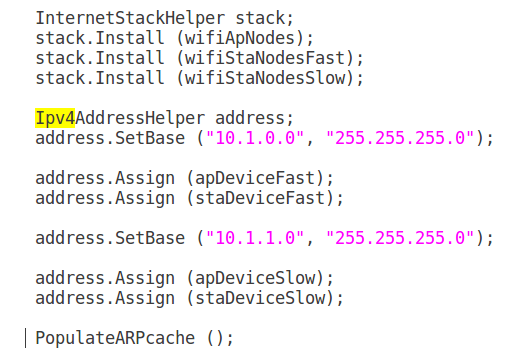 InternetStackHelper stack;
stack.Install (wifiApNodes);
stack.Install (wifiStaNodesFast);
stack.Install (wifiStaNodesSlow);
Ipv4AddressHelper address;
address.SetBase ("10.1.0.0", "255.255.255.0");
address.Assign (apDeviceFast);
address.Assign (staDeviceFast);
address.SetBase ("10.1.1.0", "255.255.255.0");
address.Assign (apDeviceSlow);
address.Assign (staDeviceSlow);
PopulateARPcache ();